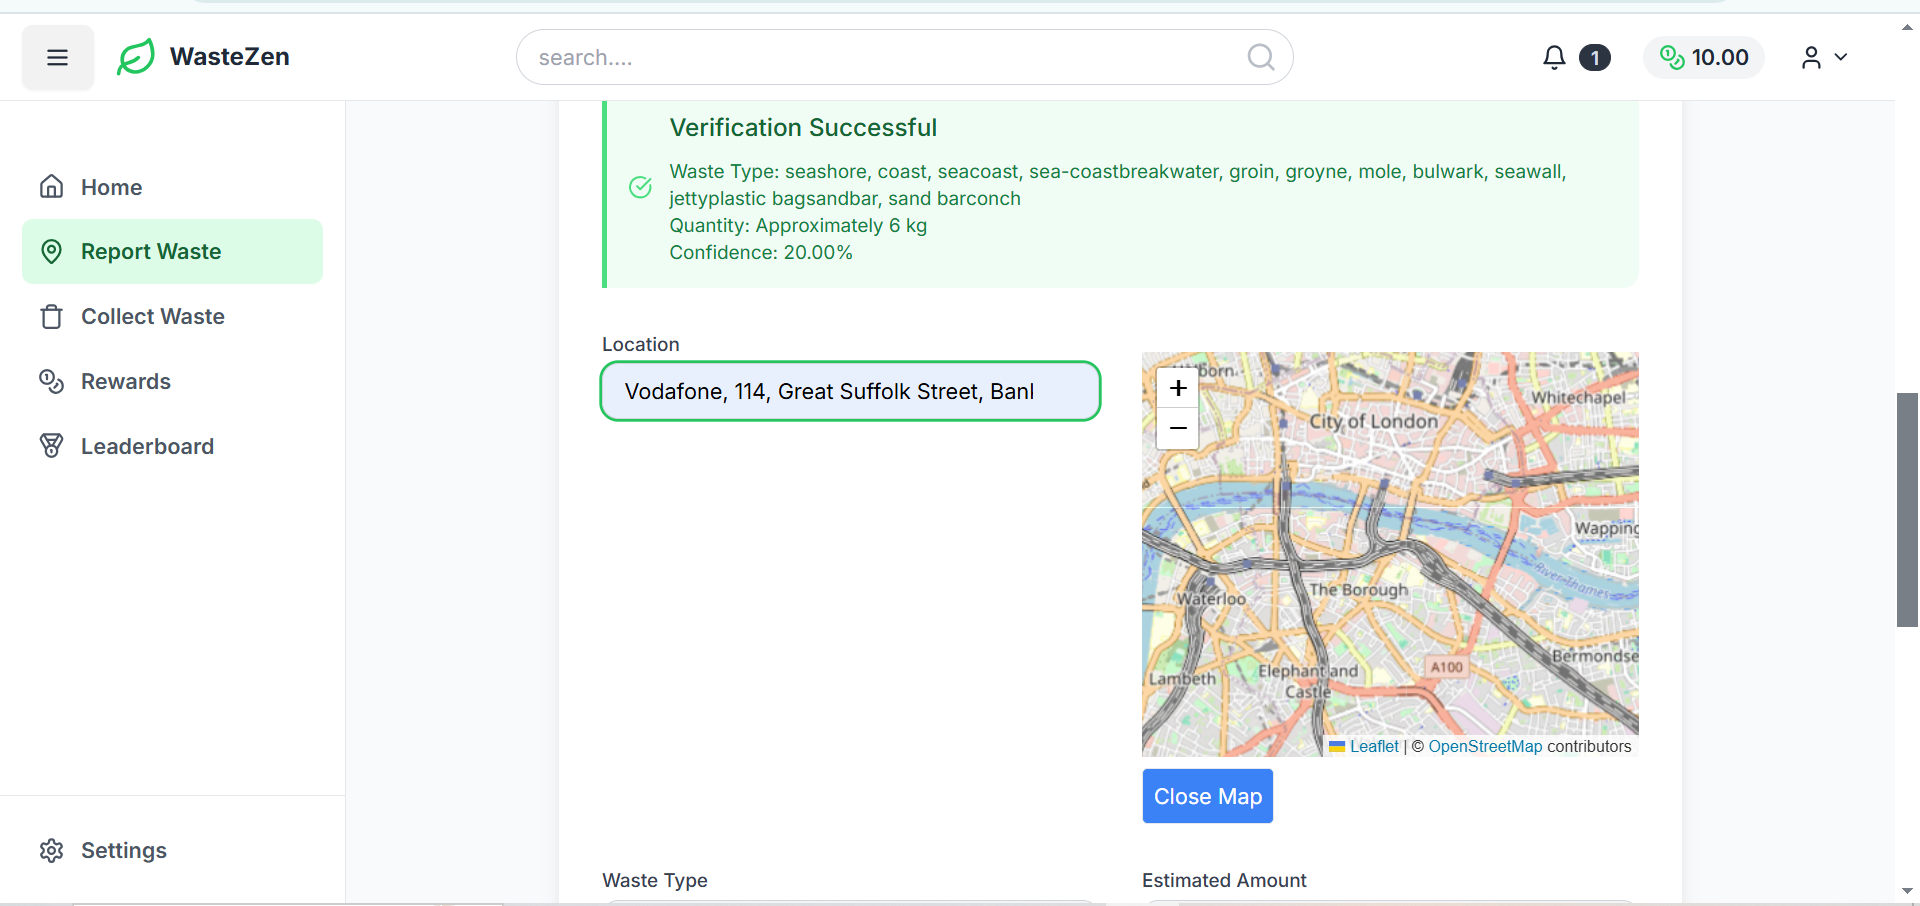 WasteZen
search....
1
10.00
Home
Report Waste
Collect Waste
Rewards
Leaderboard
Settings
Verification Successful
Waste Type: seashore, coast, seacoast, sea-coastbreakwater, groin, groyne, mole, bulwark, seawall,
jettyplastic bagsandbar, sand barconch
Quantity: Approximately 6 kg
Confidence: 20.00%
Location
Vodafone, 114, Great Suffolk Street, Banl
+
−
Whitechapel
City of London
Wapping
River Thames
The Borough
Waterloo
Bermondse
A100
Elephant and
Castle
Lambeth
Leaflet | © OpenStreetMap contributors
Close Map
Waste Type
Estimated Amount